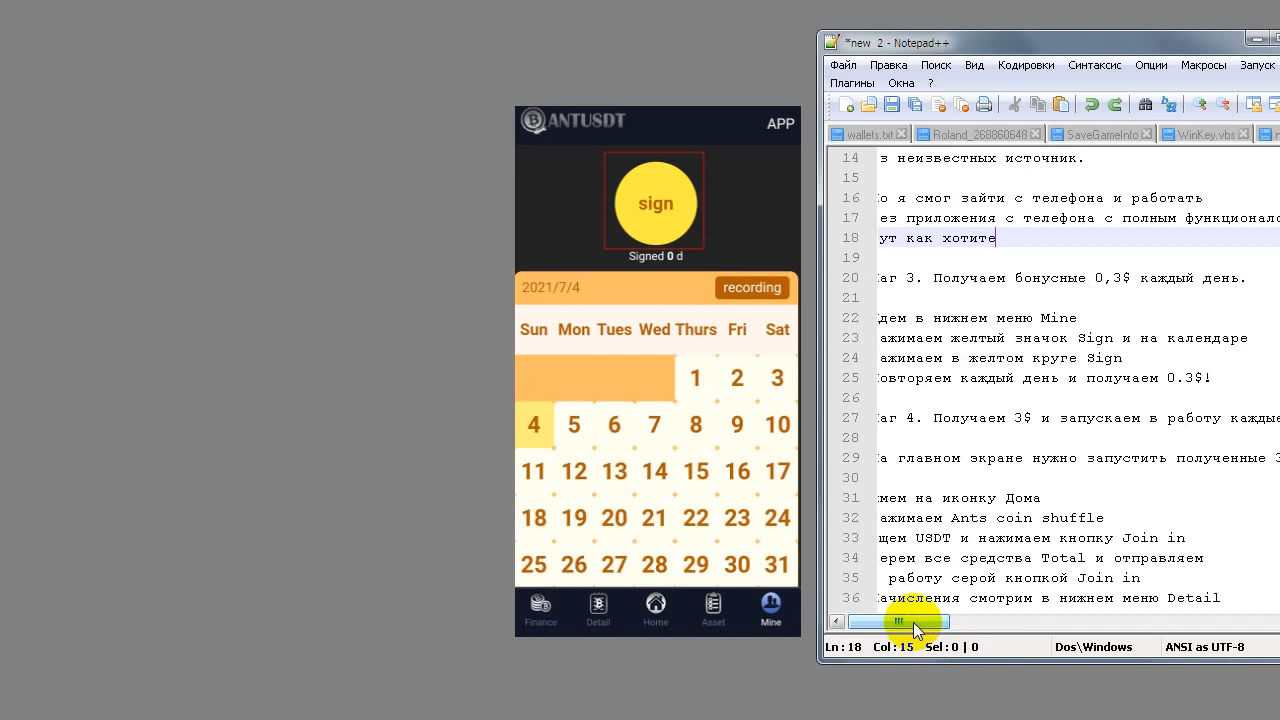 ANTUSDT
APP
sign
Signed 0 d
2021/7/4
recording
Sun Mon Tues Wed Thurs Fri Sat
1 2 3
4 5 6 7 8 9 10
11 12 13 14 15 16 17
18 19 20 21 22 23 24
25 26 27 28 29 30 31
Finance Detail Home Asset Mine
*new 2 - Notepad++
Файл Правка Поиск Вид Кодировки Синтаксис Опции Макросы Запуск
Плагины Окна ?
wallets.txt Roland_268860648 SaveGameInfo WinKey.vbs
14 з неизвестных источни.
15
16 о я смог зайти с телефона работать
17 ез приложения с телефона с полным функционало
18 ут как хотите
19
20 аг 3. Получаем бонусные 0,3$ каждый день.
21
22 дем в нижнем меню Mine
23 ажимаем желтый значок Sign и на календаре
24 ажимаем в желтом круге Sign
25 овторяем каждый день и получаем 0.3$!
26
27 аг 4. Получив 3$ - запускаем в работу кажды
28
29 а главном экране нужно запустить полученные 3
30
31 мем на иконку Дома
32 ажимаем Ants coin shuffle
33 щем USDT и нажимаем кнопку Join in
34 ерем все средства Total и отправляем
35 работу серой кнопкой Join in
36 ачисления смотрим в нижем мею Detall
Ln : 18 Col : 15 Sel : 0 | 0
Dos\Windows
ANSI as UTF-8